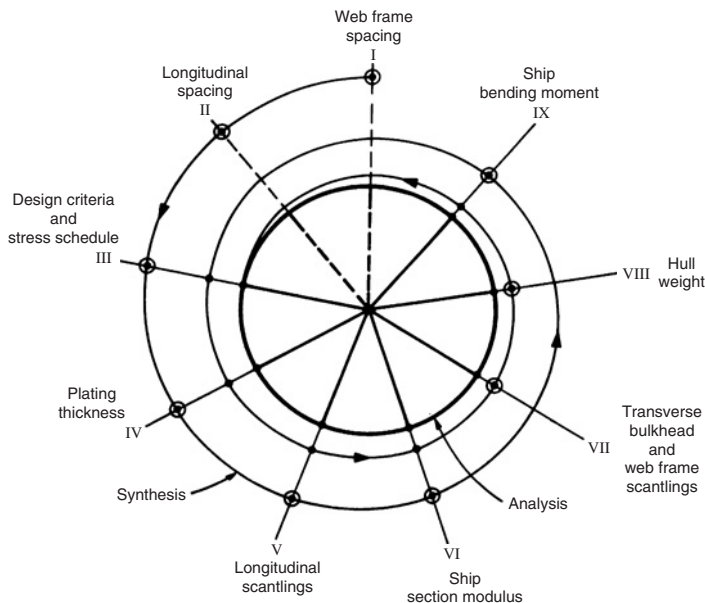 Web frame
spacing
I
Longitudinal
spacing
II
Design criteria
and
stress schedule
III
Plating
thickness
IV
Synthesis
V
Longitudinal
scantlings
VI
Ship
section modulus
Analysis
VII
Transverse
bulkhead
and
web frame
scantlings
VIII
Hull
weight
Ship
bending moment
IX